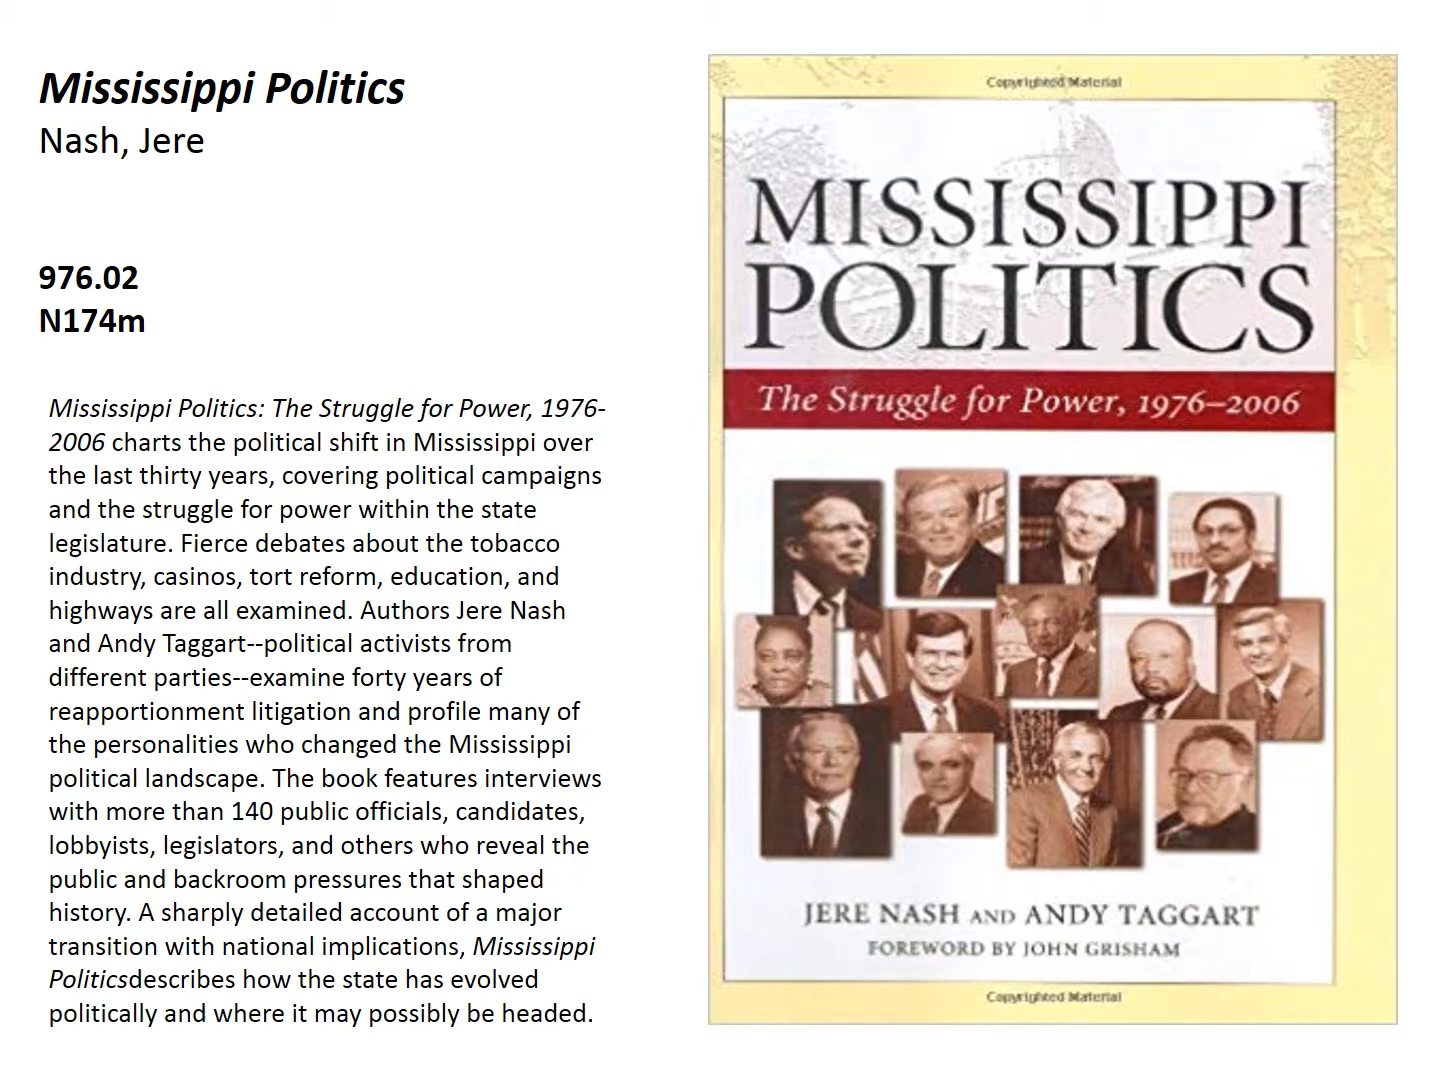 Mississippi Politics
Nash, Jere
976.02
N174m
Mississippi Politics: The Struggle for Power, 1976-
2006 charts the political shift in Mississippi over
the last thirty years, covering political campaigns
and the struggle for power within the state
legislature. Fierce debates about the tobacco
industry, casinos, tort reform, education, and
highways are all examined. Authors Jere Nash
and Andy Taggart--political activists from
different parties--examine forty years of
reapportionment litigation and profile many of
the personalities who changed the Mississippi
political landscape. The book features interviews
with more than 140 public officials, candidates,
lobbyists, legislators, and others who reveal the
public and backroom pressures that shaped
history. A sharply detailed account of a major
transition with national implications, Mississippi
Politicsdescribes how the state has evolved
politically and where it may possibly be headed.
Copyrighted Material
MISSISSIPPI
POLITICS
The Struggle for Power, 1976–2006
JERE NASH AND ANDY TAGGART
FOREWORD BY JOHN GRISHAM
Copyrighted Material